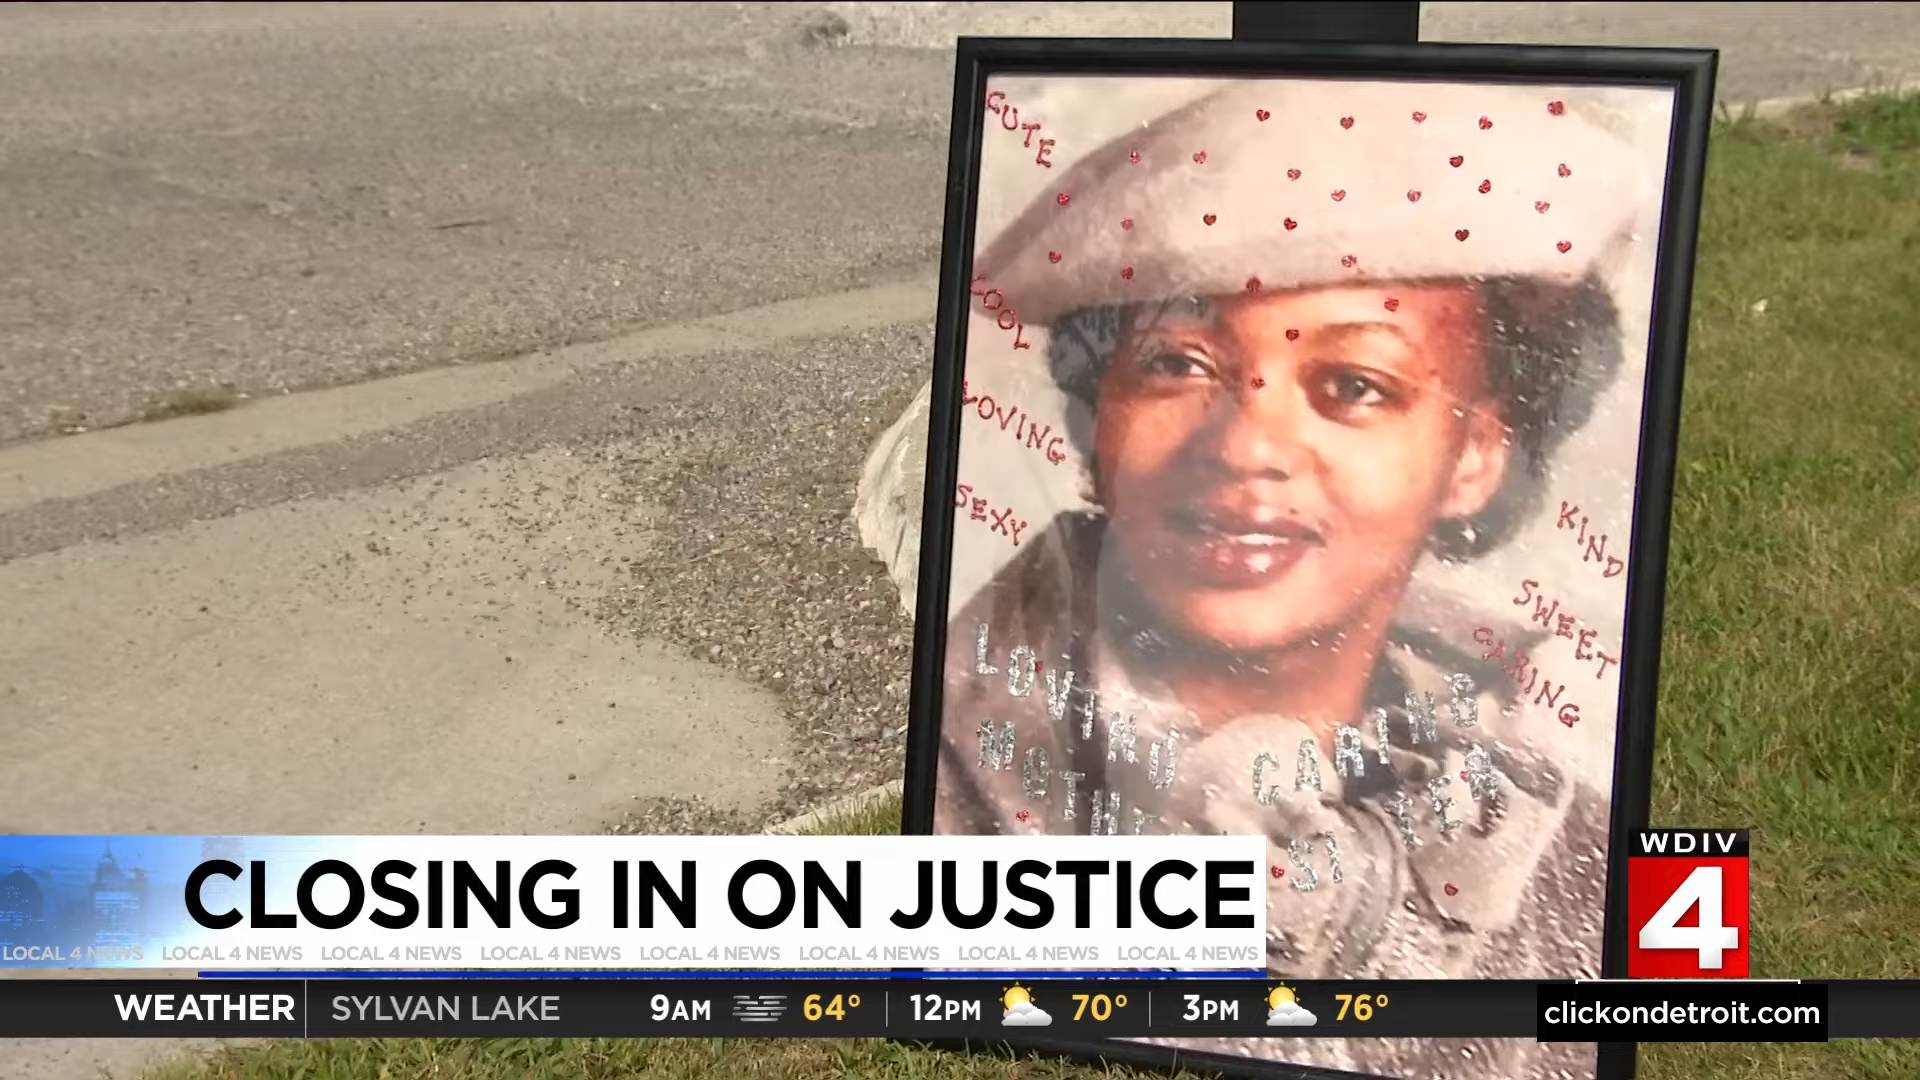 CUTE
COOL
LOVING
SEXY
KIND
SWEET
CARING
LOVING CARING
MOTHE SISTER
CLOSING IN ON JUSTICE
LOCAL 4 NEWS LOCAL 4 NEWS LOCAL 4 NEWS LOCAL 4 NEWS LOCAL 4 NEWS LOCAL 4 NEWS LOCAL 4 NEWS LOCAL 4 NEWS
WDIV
4
WEATHER SYLVAN LAKE 9AM 64° 12PM 70° 3PM 76°
clickondetroit.com